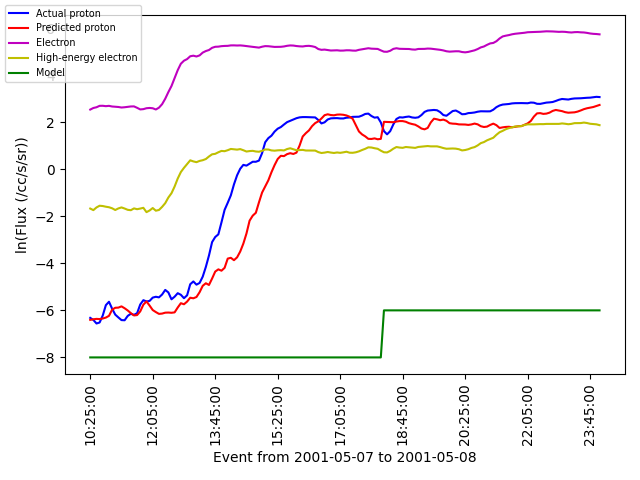 Actual proton
Predicted proton
Electron
High-energy electron
Model
ln(Flux (/cc/s/sr))
2
0
−2
−4
−6
−8
10:25:00
12:05:00
13:45:00
15:25:00
17:05:00
18:45:00
20:25:00
22:05:00
23:45:00
Event from 2001-05-07 to 2001-05-08